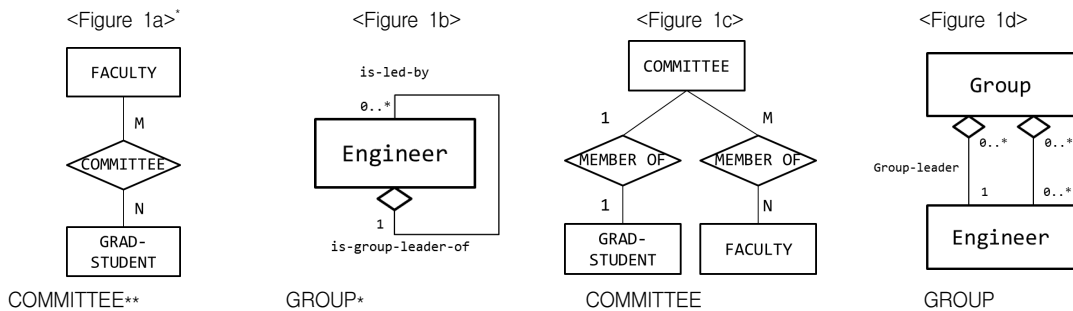 <Figure 1a>*
FACULTY
M
COMMITTEE
N
GRAD-
STUDENT
COMMITTEE**
<Figure 1b>
is-led-by
0..*
Engineer
1
is-group-leader-of
GROUP*
<Figure 1c>
COMMITTEE
1 M
MEMBER OF MEMBER OF
1 N
GRAD-
STUDENT
FACULTY
COMMITTEE
<Figure 1d>
Group
0..* 0..*
Group-leader
1 0..*
Engineer
GROUP